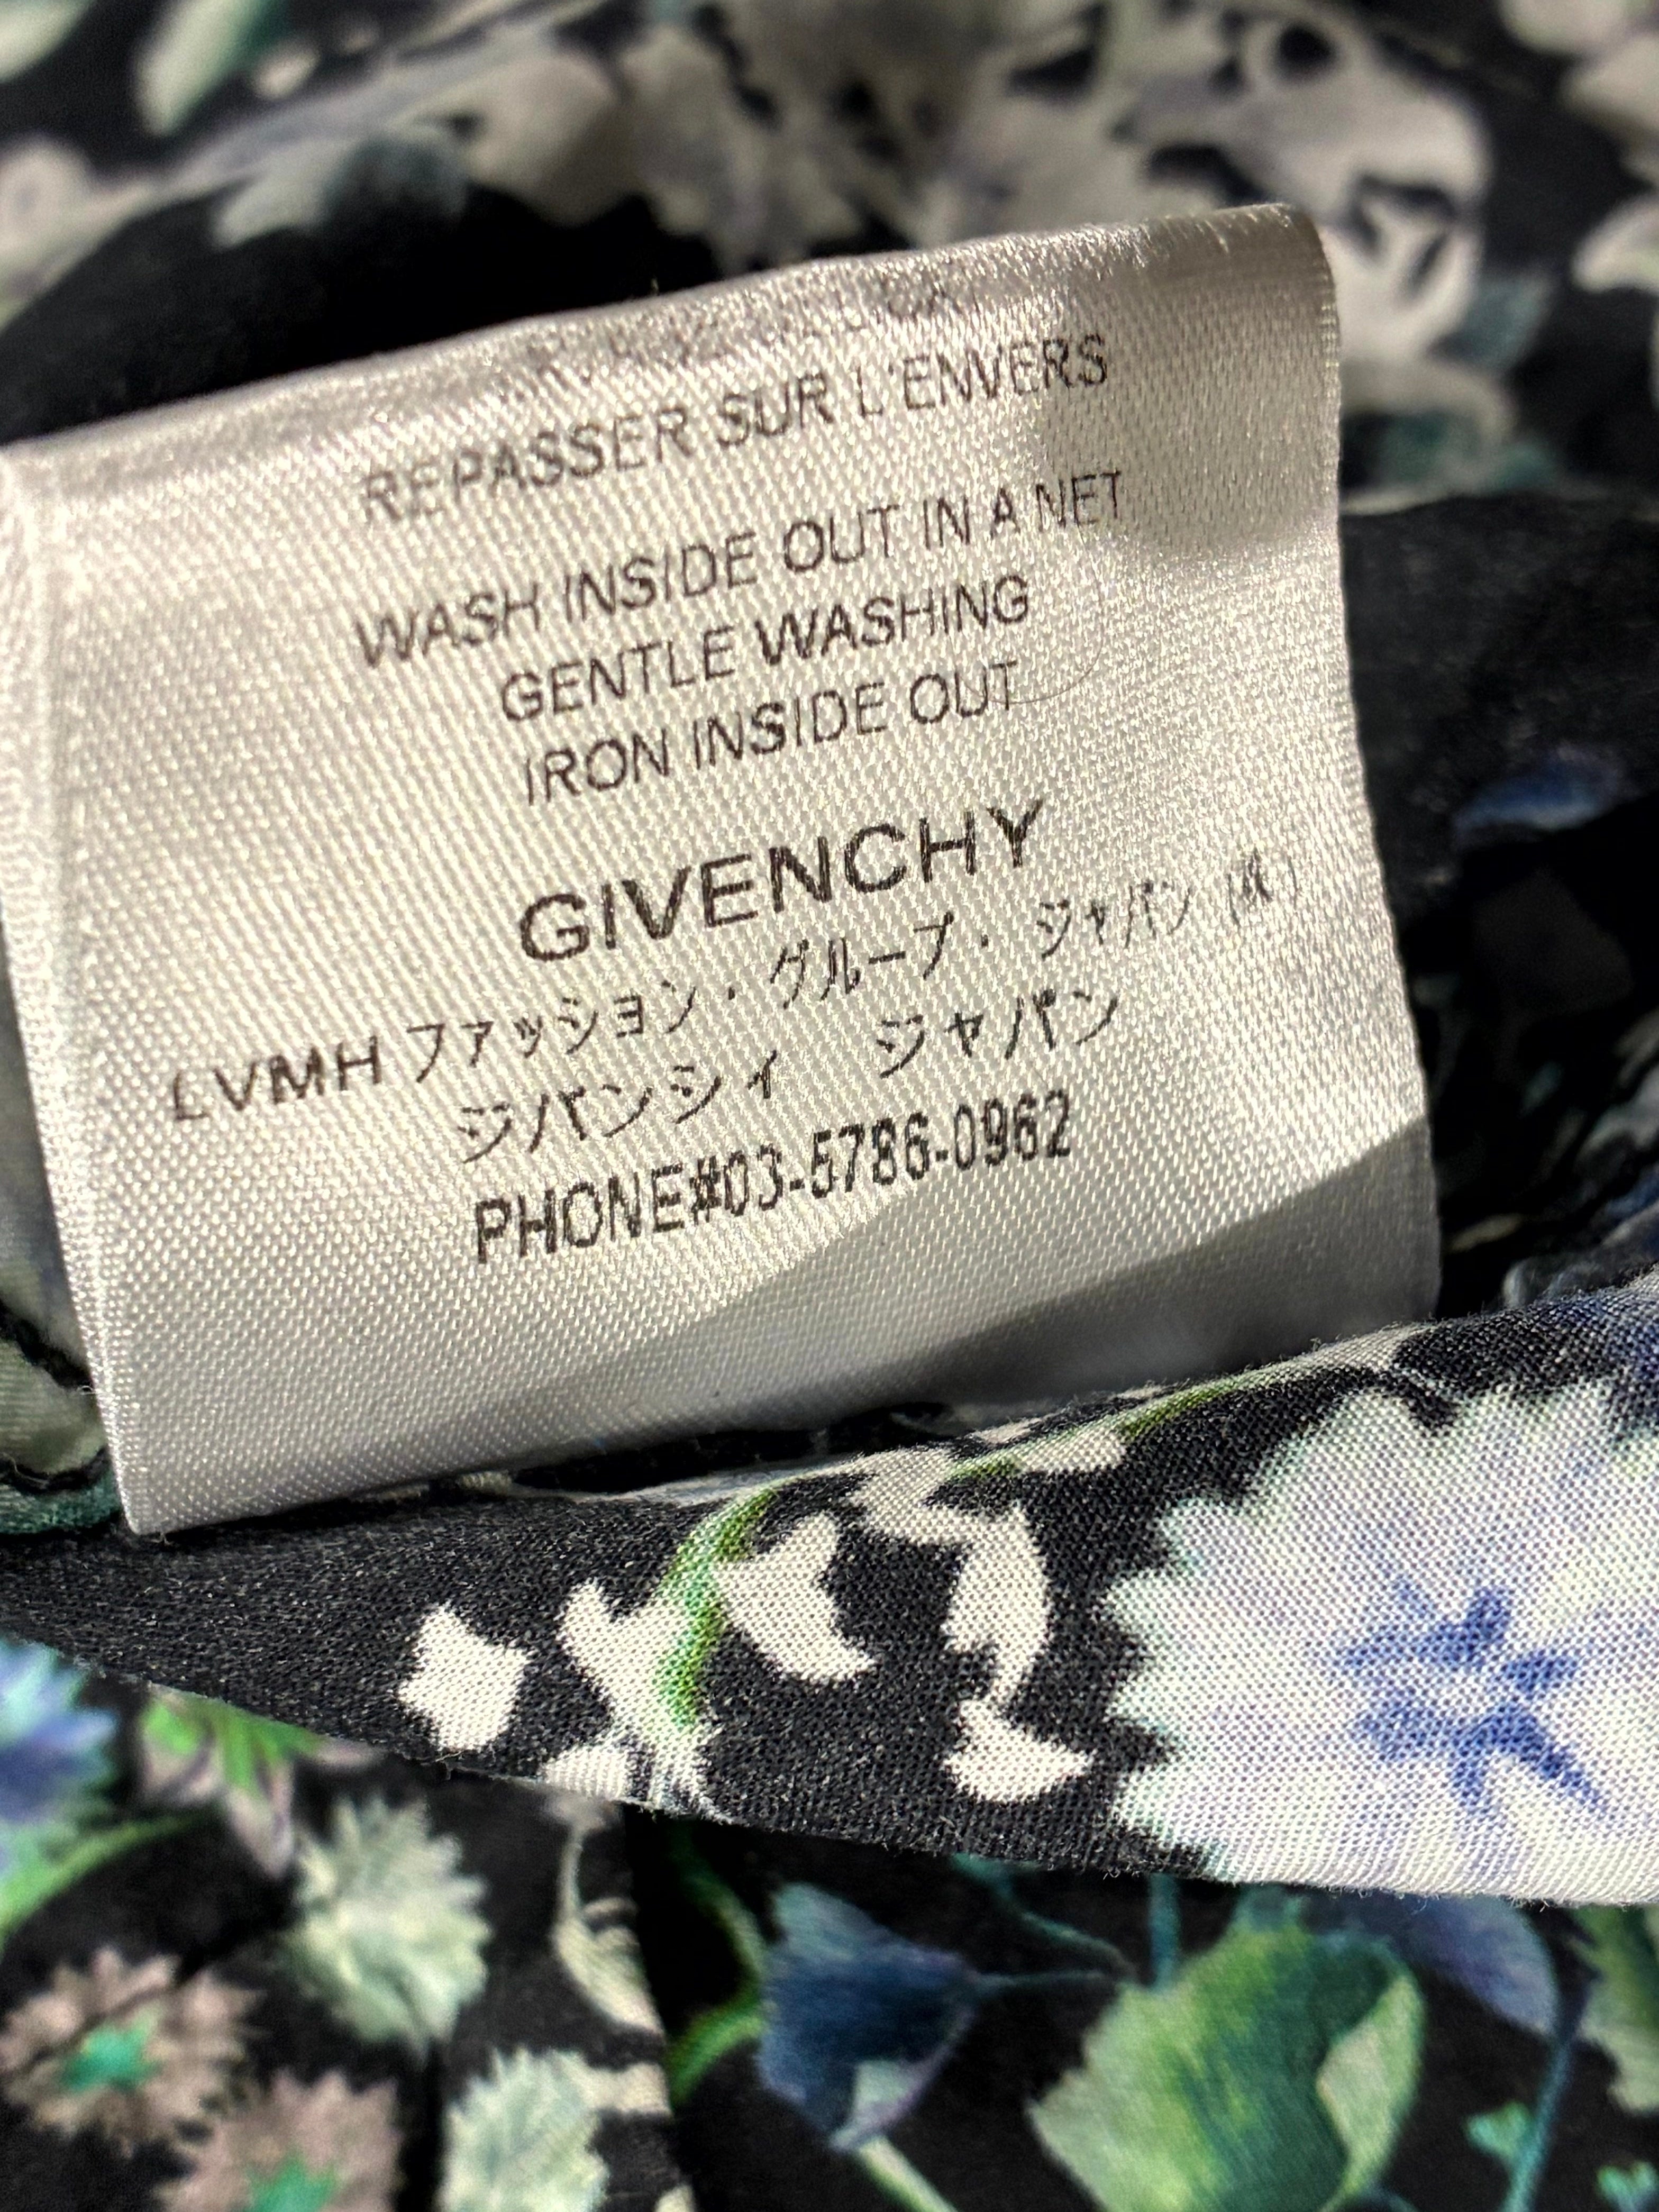 REPASSER SUR L'ENVERS
WASH INSIDE OUT IN A NET
GENTLE WASHING
IRON INSIDE OUT
GIVENCHY
LVMH ファッション・グループ・ジャパン (株)
ジバンシィ ジャパン
PHONE#03-5786-0962